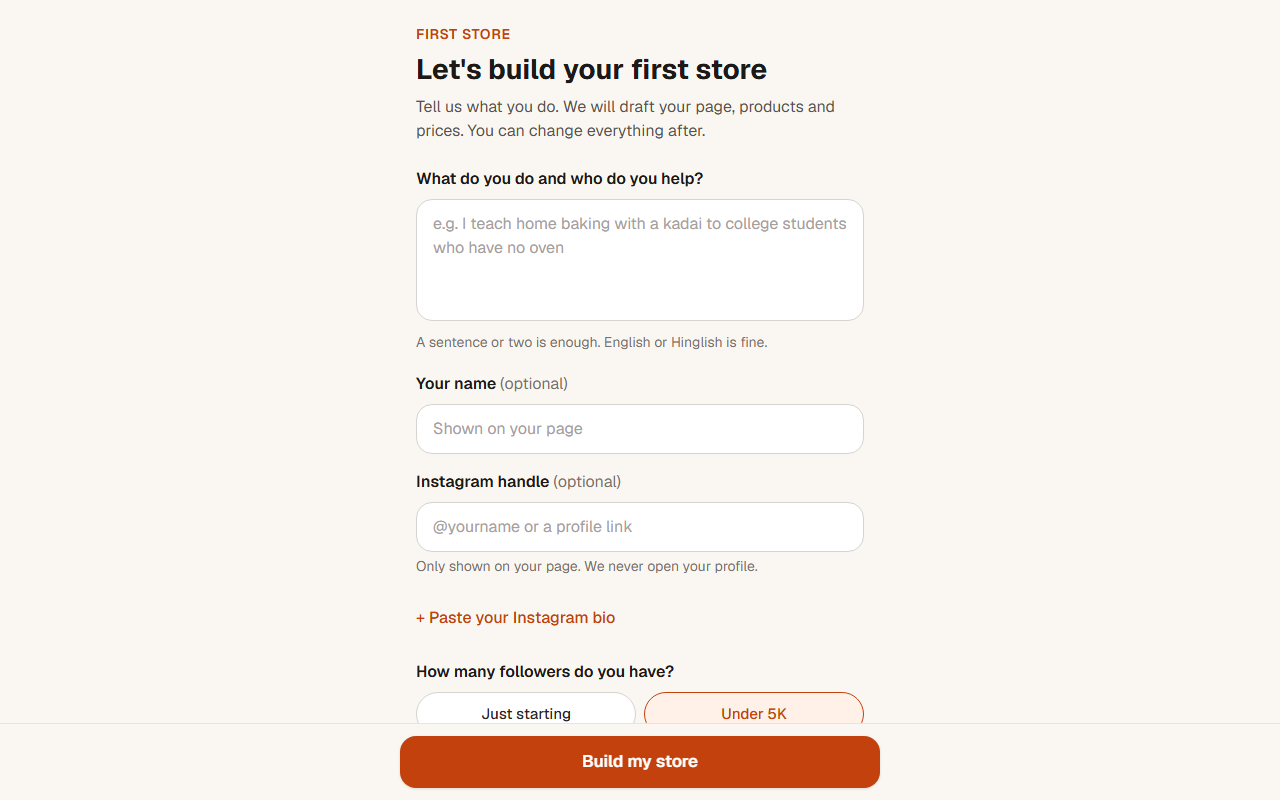 FIRST STORE
Let's build your first store
Tell us what you do. We will draft your page, products and
prices. You can change everything after.
What do you do and who do you help?
e.g. I teach home baking with a kadai to college students
who have no oven
A sentence or two is enough. English or Hinglish is fine.
Your name (optional)
Shown on your page
Instagram handle (optional)
@yourname or a profile link
Only shown on your page. We never open your profile.
+ Paste your Instagram bio
How many followers do you have?
Just starting
Under 5K
Build my store